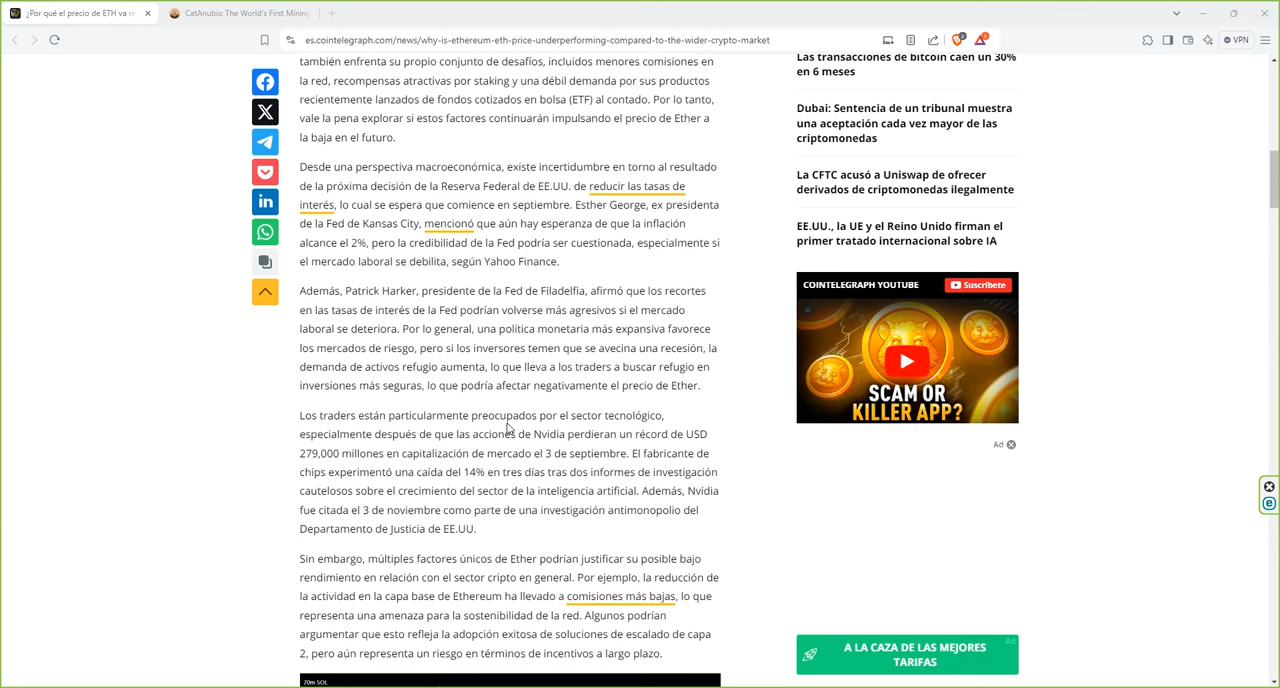 ¿Por qué el precio de ETH va re
CatAnubis: The World's First Mining
es.cointelegraph.com/news/why-is-ethereum-eth-price-underperforming-compared-to-the-wider-crypto-market
VPN
también enfrenta su propio conjunto de desafíos, incluidos menores comisiones en
la red, recompensas atractivas por staking y una débil demanda por sus productos
recientemente lanzados de fondos cotizados en bolsa (ETF) al contado. Por lo tanto,
vale la pena explorar si estos factores continuarán impulsando el precio de Ether a
la baja en el futuro.
Desde una perspectiva macroeconómica, existe incertidumbre en torno al resultado
de la próxima decisión de la Reserva Federal de EE.UU. de reducir las tasas de
interés, lo cual se espera que comience en septiembre. Esther George, ex presidenta
de la Fed de Kansas City, mencionó que aún hay esperanza de que la inflación
alcance el 2%, pero la credibilidad de la Fed podría ser cuestionada, especialmente si
el mercado laboral se debilita, según Yahoo Finance.
Además, Patrick Harker, presidente de la Fed de Filadelfia, afirmó que los recortes
en las tasas de interés de la Fed podrían volverse más agresivos si el mercado
laboral se deteriora. Por lo general, una política monetaria más expansiva favorece
los mercados de riesgo, pero si los inversores temen que se avecina una recesión, la
demanda de activos refugio aumenta, lo que lleva a los traders a buscar refugio en
inversiones más seguras, lo que podría afectar negativamente el precio de Ether.
Los traders están particularmente preocupados por el sector tecnológico,
especialmente después de que las acciones de Nvidia perdieran un récord de USD
279,000 millones en capitalización de mercado el 3 de septiembre. El fabricante de
chips experimentó una caída del 14% en tres días tras dos informes de investigación
cautelosos sobre el crecimiento del sector de la inteligencia artificial. Además, Nvidia
fue citada el 3 de noviembre como parte de una investigación antimonopolio del
Departamento de Justicia de EE.UU.
Sin embargo, múltiples factores únicos de Ether podrían justificar su posible bajo
rendimiento en relación con el sector cripto en general. Por ejemplo, la reducción de
la actividad en la capa base de Ethereum ha llevado a comisiones más bajas, lo que
representa una amenaza para la sostenibilidad de la red. Algunos podrían
argumentar que esto refleja la adopción exitosa de soluciones de escalado de capa
2, pero aún representa un riesgo en términos de incentivos a largo plazo.
70m SOL
Las transacciones de bitcoin caen un 30%
en 6 meses
Dubai: Sentencia de un tribunal muestra
una aceptación cada vez mayor de las
criptomonedas
La CFTC acusó a Uniswap de ofrecer
derivados de criptomonedas ilegalmente
EE.UU., la UE y el Reino Unido firman el
primer tratado internacional sobre IA
COINTELEGRAPH YOUTUBE
Suscríbete
SCAM OR
KILLER APP?
Ad
Ad
A LA CAZA DE LAS MEJORES
TARIFAS